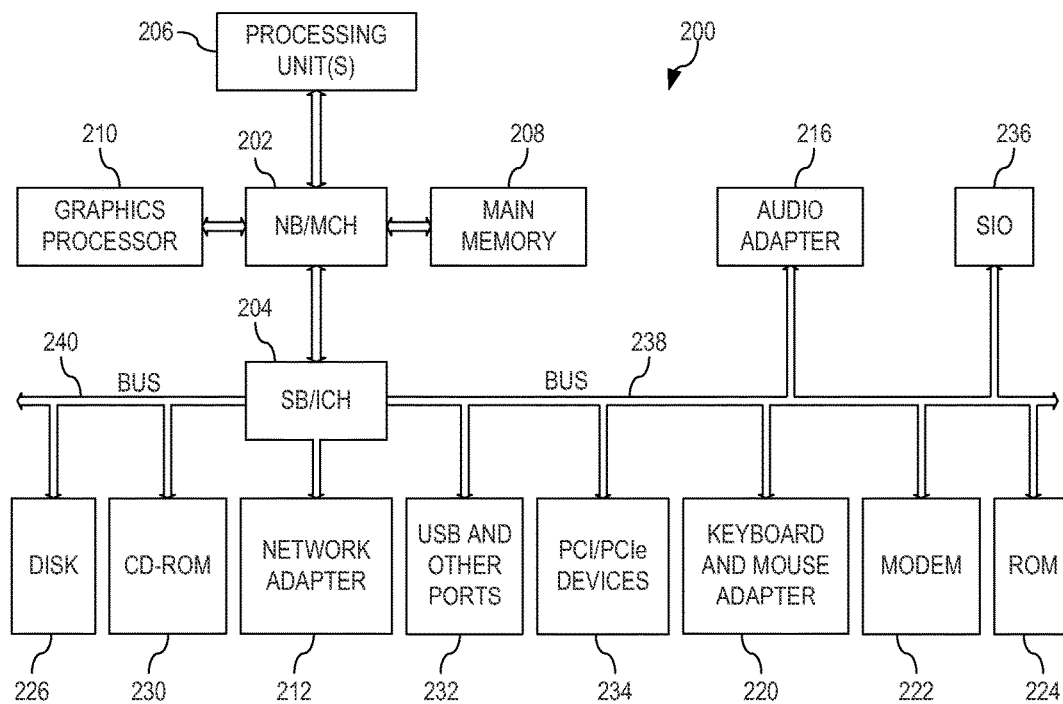 206
PROCESSING
UNIT(S)
200
210
202
208
216
236
GRAPHICS
PROCESSOR
NB/MCH
MAIN
MEMORY
AUDIO
ADAPTER
SIO
204
240
BUS
SB/ICH
BUS
238
DISK
CD-ROM
NETWORK
ADAPTER
USB AND
OTHER
PORTS
PCI/PCIe
DEVICES
KEYBOARD
AND MOUSE
ADAPTER
MODEM
ROM
226
230
212
232
234
220
222
224